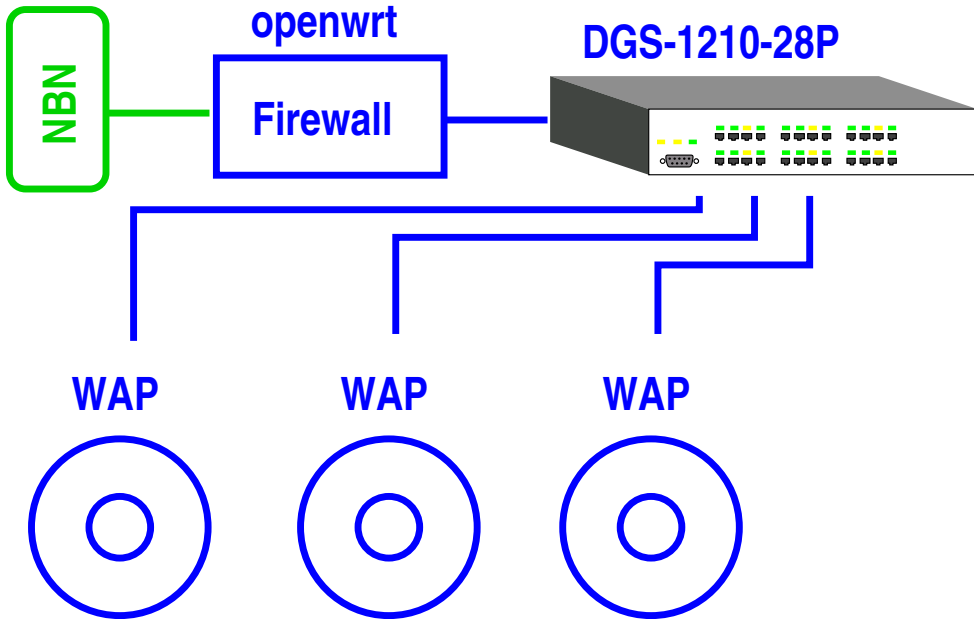 openwrt
DGS-1210-28P
NBN
Firewall
WAP
WAP
WAP